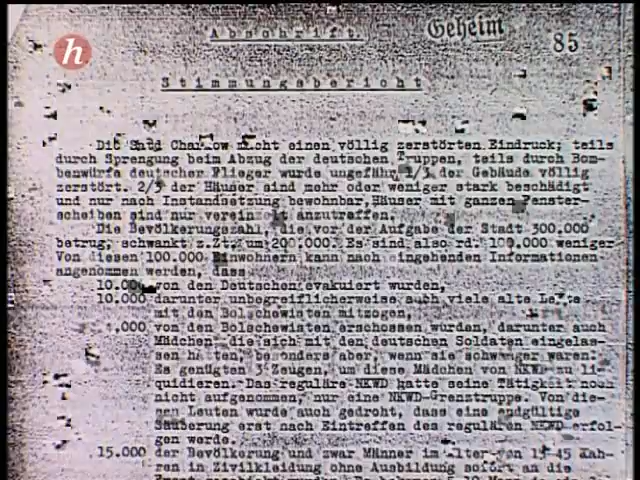 h
Abschrift
Geheim
85
Stimmungsbericht
Die Stadt Charkow macht einen völlig zerstörten Eindruck; teils
durch Sprengung beim Abzug der deutschen Truppen, teils durch Bom-
benwürfe deutscher Flieger wurde ungefähr 1/3 der Gebäude völlig
zerstört. 2/3 der Häuser sind mehr oder weniger stark beschädigt
und nur nach Instandsetzung bewohnbar, Häuser mit ganzen Fenster-
scheiben sind nur vereinzelt anzutreffen.
Die Bevölkerungszahl, die vor der Aufgabe der Stadt 300.000
betrug, schwankt z.Zt. um 200.000. Es sind also rd. 100.000 weniger
Von diesen 100.000 Einwohnern kann nach eingehenden Informationen
angenommen werden, dass
10.000 von den Deutschen evakuiert wurden,
10.000 darunter unbegreiflicherweise auch viele alte Leute
mit den Bolschewisten mitzogen,
von den Bolschewisten erschossen wurden, darunter auch
Mädchen, die sich mit den deutschen Soldaten eingelas-
sen hatten, besonders aber, wenn sie schwanger waren.
Es genügten 3 Zeugen, um diese Mädchen von NKWD zu li-
quidieren. Das reguläre NKWD hatte seine Tätigkeit noch
nicht aufgenommen, nur eine NKWD-Grenztruppe. Von die-
sen Leuten wurde auch gedroht, dass eine endgültige
Säuberung erst nach Eintreffen des regulären NKWD erfol-
gen werde.
15.000 der Bevölkerung und zwar Männer im Alter von 15-45 Jah-
ren in Zivilkleidung ohne Ausbildung sofort an die